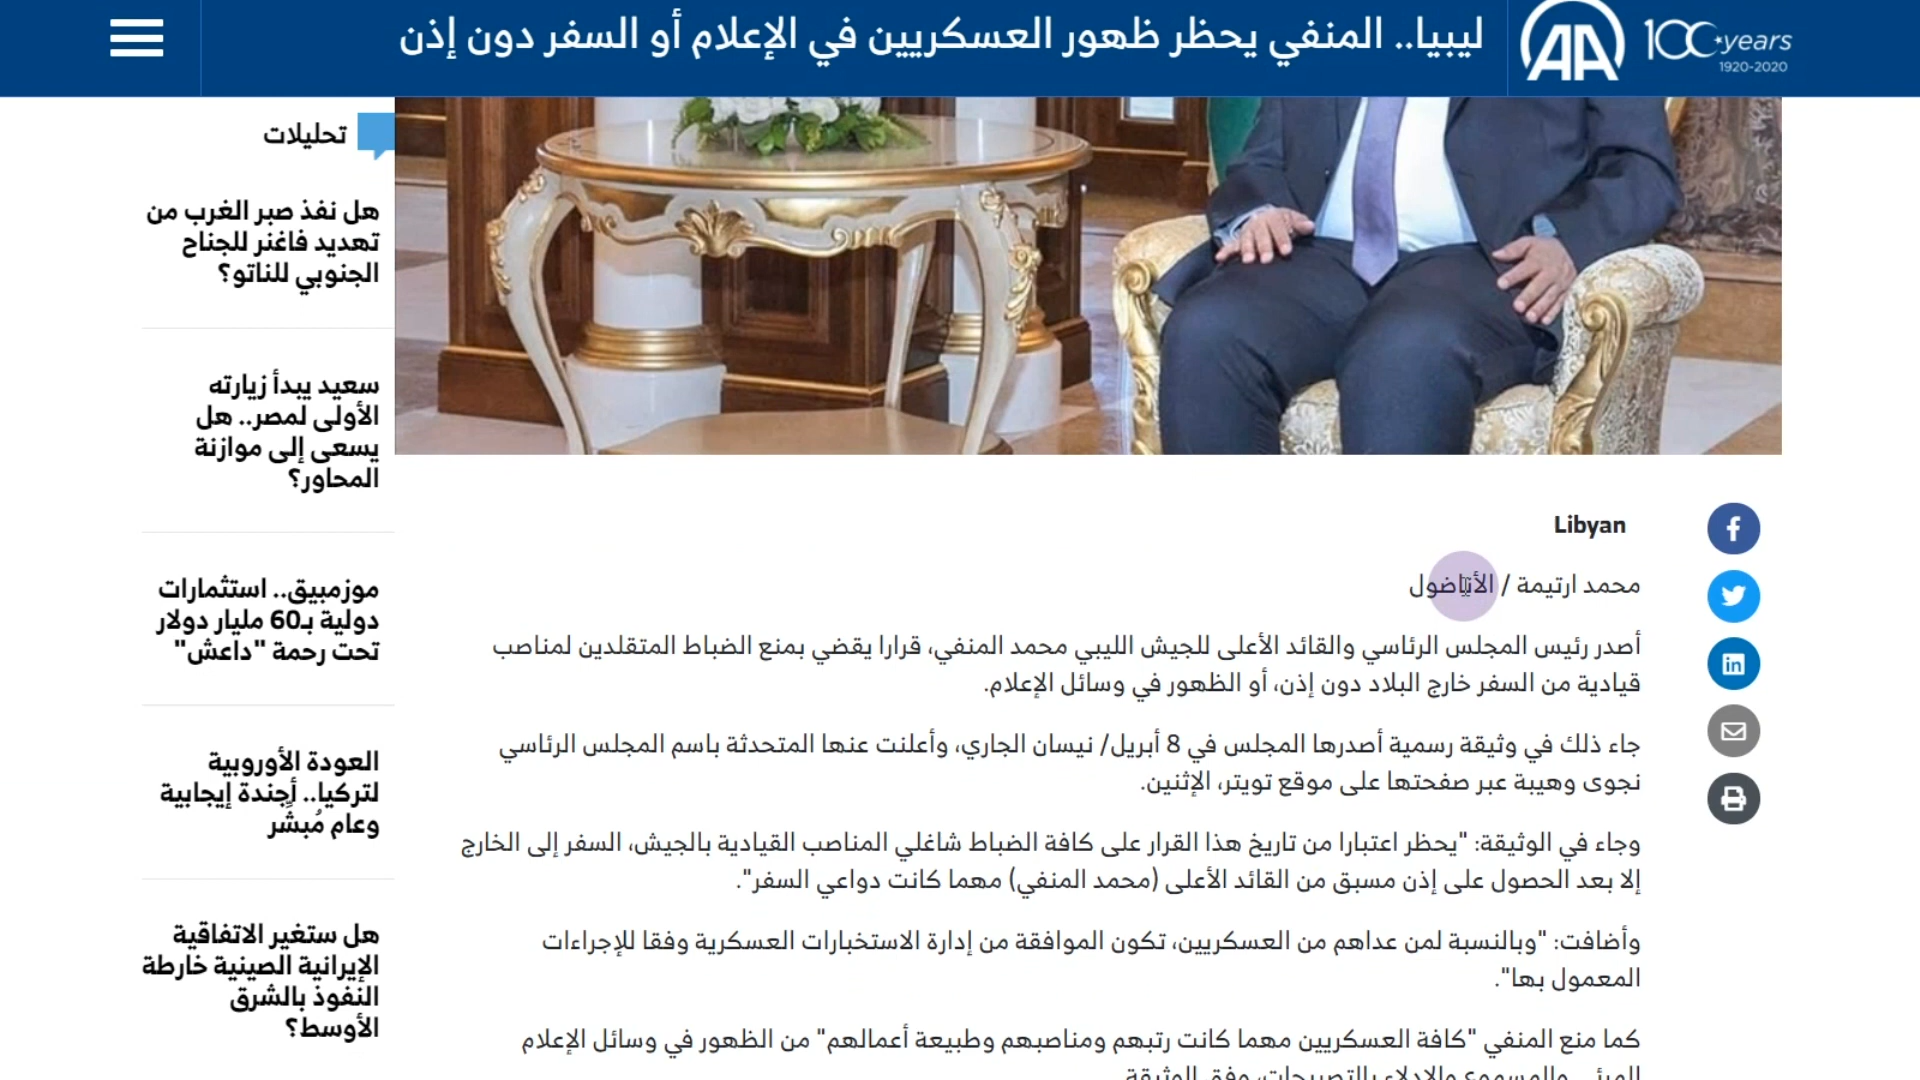 ليبيا.. المنفي يحظر ظهور العسكريين في الإعلام أو السفر دون إذن
AA
100 years
1920-2020
Libyan
محمد ارتيمة / الأناضول
أصدر رئيس المجلس الرئاسي والقائد الأعلى للجيش الليبي محمد المنفي، قرارا يقضي بمنع الضباط المتقلدين لمناصب
قيادية من السفر خارج البلاد دون إذن، أو الظهور في وسائل الإعلام.
جاء ذلك في وثيقة رسمية أصدرها المجلس في 8 أبريل/ نيسان الجاري، وأعلنت عنها المتحدثة باسم المجلس الرئاسي
نجوى وهيبة عبر صفحتها على موقع تويتر، الإثنين.
وجاء في الوثيقة: "يحظر اعتبارا من تاريخ هذا القرار على كافة الضباط شاغلي المناصب القيادية بالجيش، السفر إلى الخارج
إلا بعد الحصول على إذن مسبق من القائد الأعلى (محمد المنفي) مهما كانت دواعي السفر".
وأضافت: "وبالنسبة لمن عداهم من العسكريين، تكون الموافقة من إدارة الاستخبارات العسكرية وفقا للإجراءات
المعمول بها".
كما منع المنفي "كافة العسكريين مهما كانت رتبهم ومناصبهم وطبيعة أعمالهم" من الظهور في وسائل الإعلام
تحليلات
هل نفذ صبر الغرب من
تهديد فاغنر للجناح
الجنوبي للناتو؟
سعيد يبدأ زيارته
الأولى لمصر.. هل
يسعى إلى موازنة
المحاور؟
موزمبيق.. استثمارات
دولية بـ60 مليار دولار
تحت رحمة "داعش"
العودة الأوروبية
لتركيا.. أجندة إيجابية
وعام مُبشِّر
هل ستغير الاتفاقية
الإيرانية الصينية خارطة
النفوذ بالشرق
الأوسط؟